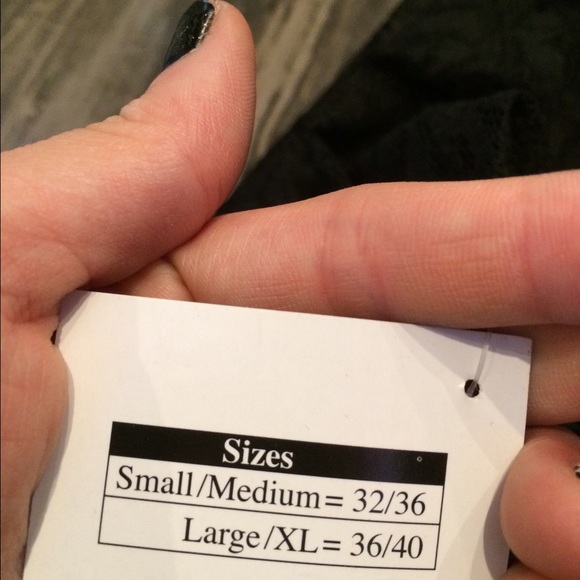 Sizes
Small/Medium= 32/36
Large/XL= 36/40